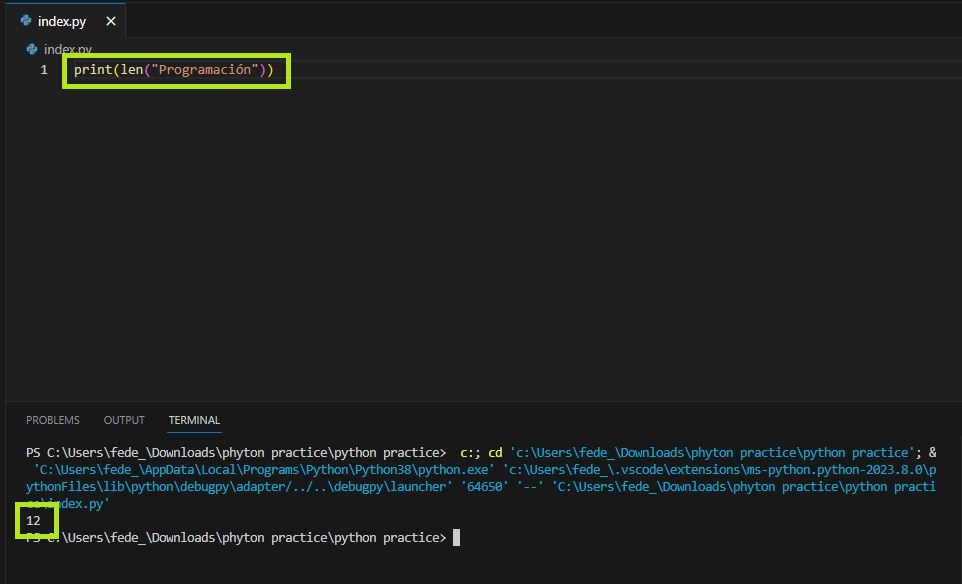 index.py
index.py
1 print(len("Programación"))
PROBLEMS OUTPUT TERMINAL
PS C:\Users\fede_\Downloads\phyton practice\python practice> c:; cd 'c:\Users\fede_\Downloads\phyton practice\python practice'; &
'C:\Users\fede_\AppData\Local\Programs\Python\Python38\python.exe' 'c:\Users\fede_\.vscode\extensions\ms-python.python-2023.8.0\p
ythonFiles\lib\python\debugpy\adapter/../..\debugpy\launcher' '64650' '--' 'C:\Users\fede_\Downloads\phyton practice\python practi
ce\index.py'
12
PS C:\Users\fede_\Downloads\phyton practice\python practice>